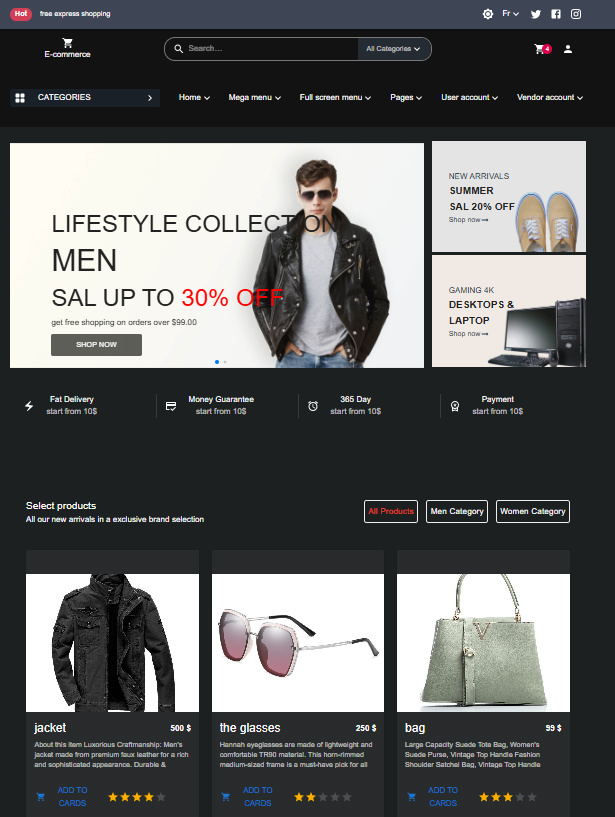 Hot free express shopping Fr
E-commerce
Search… All Categories
4
CATEGORIES Home Mega menu Full screen menu Pages User account Vendor account
LIFESTYLE COLLECTION
MEN
SAL UP TO 30% OFF
get free shopping on orders over $99.00
SHOP NOW
NEW ARRIVALS
SUMMER
SAL 20% OFF
Shop now
GAMING 4K
DESKTOPS &
LAPTOP
Shop now
Fat Delivery
start from 10$
Money Guarantee
start from 10$
365 Day
start from 10$
Payment
start from 10$
Select products
All our new arrivals in a exclusive brand selection
All Products Men Category Women Category
jacket 500 $
About this item Luxurious Craftmanship: Men's
jacket made from premium faux leather for a rich
and sophisticated appearance. Durable &
ADD TO
CARDS
the glasses 250 $
Hannah eyeglasses are made of lightweight and
comfortable TR90 material. This horn-rimmed
medium-sized frame is a must-have pick for all
ADD TO
CARDS
bag 99 $
Large Capacity Suede Tote Bag, Women's
Suede Purse, Vintage Top Handle Fashion
Shoulder Satchel Bag, Vintage Top Handle
ADD TO
CARDS